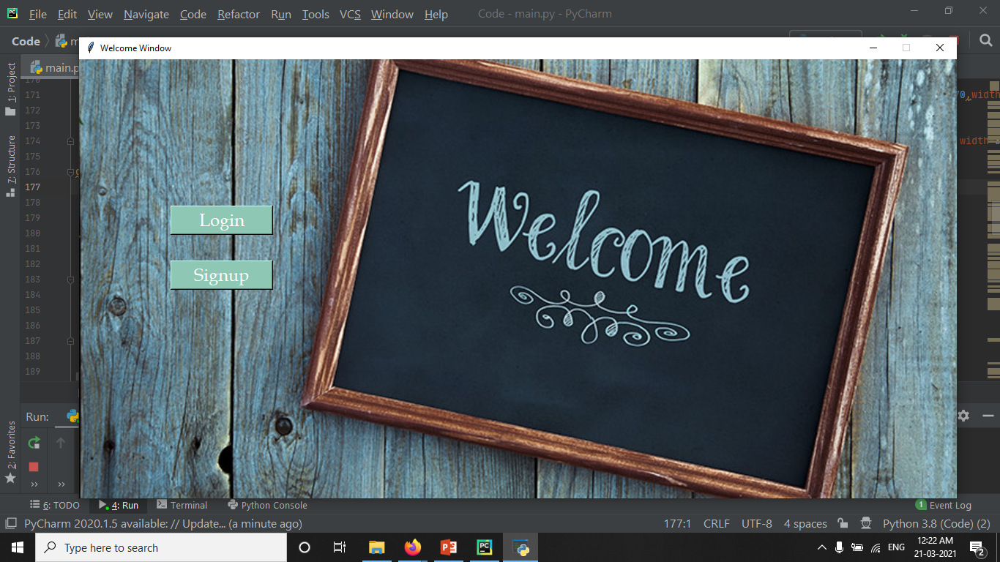 File Edit View Navigate Code Refactor Run Tools VCS Window Help Code - main.py - PyCharm
Code
Welcome Window
1: Project
main.p
171
172
173
174
175
176
177
178
179
180
181
182
183
184
185
186
187
188
189
70, width
width
7: Structure
Login
Signup
Welcome
Run:
2: Favorites
6: TODO 4: Run Terminal Python Console 1 Event Log
PyCharm 2020.1.5 available: // Update... (a minute ago) 177:1 CRLF UTF-8 4 spaces Python 3.8 (Code) (2)
Type here to search ENG 12:22 AM
21-03-2021 2